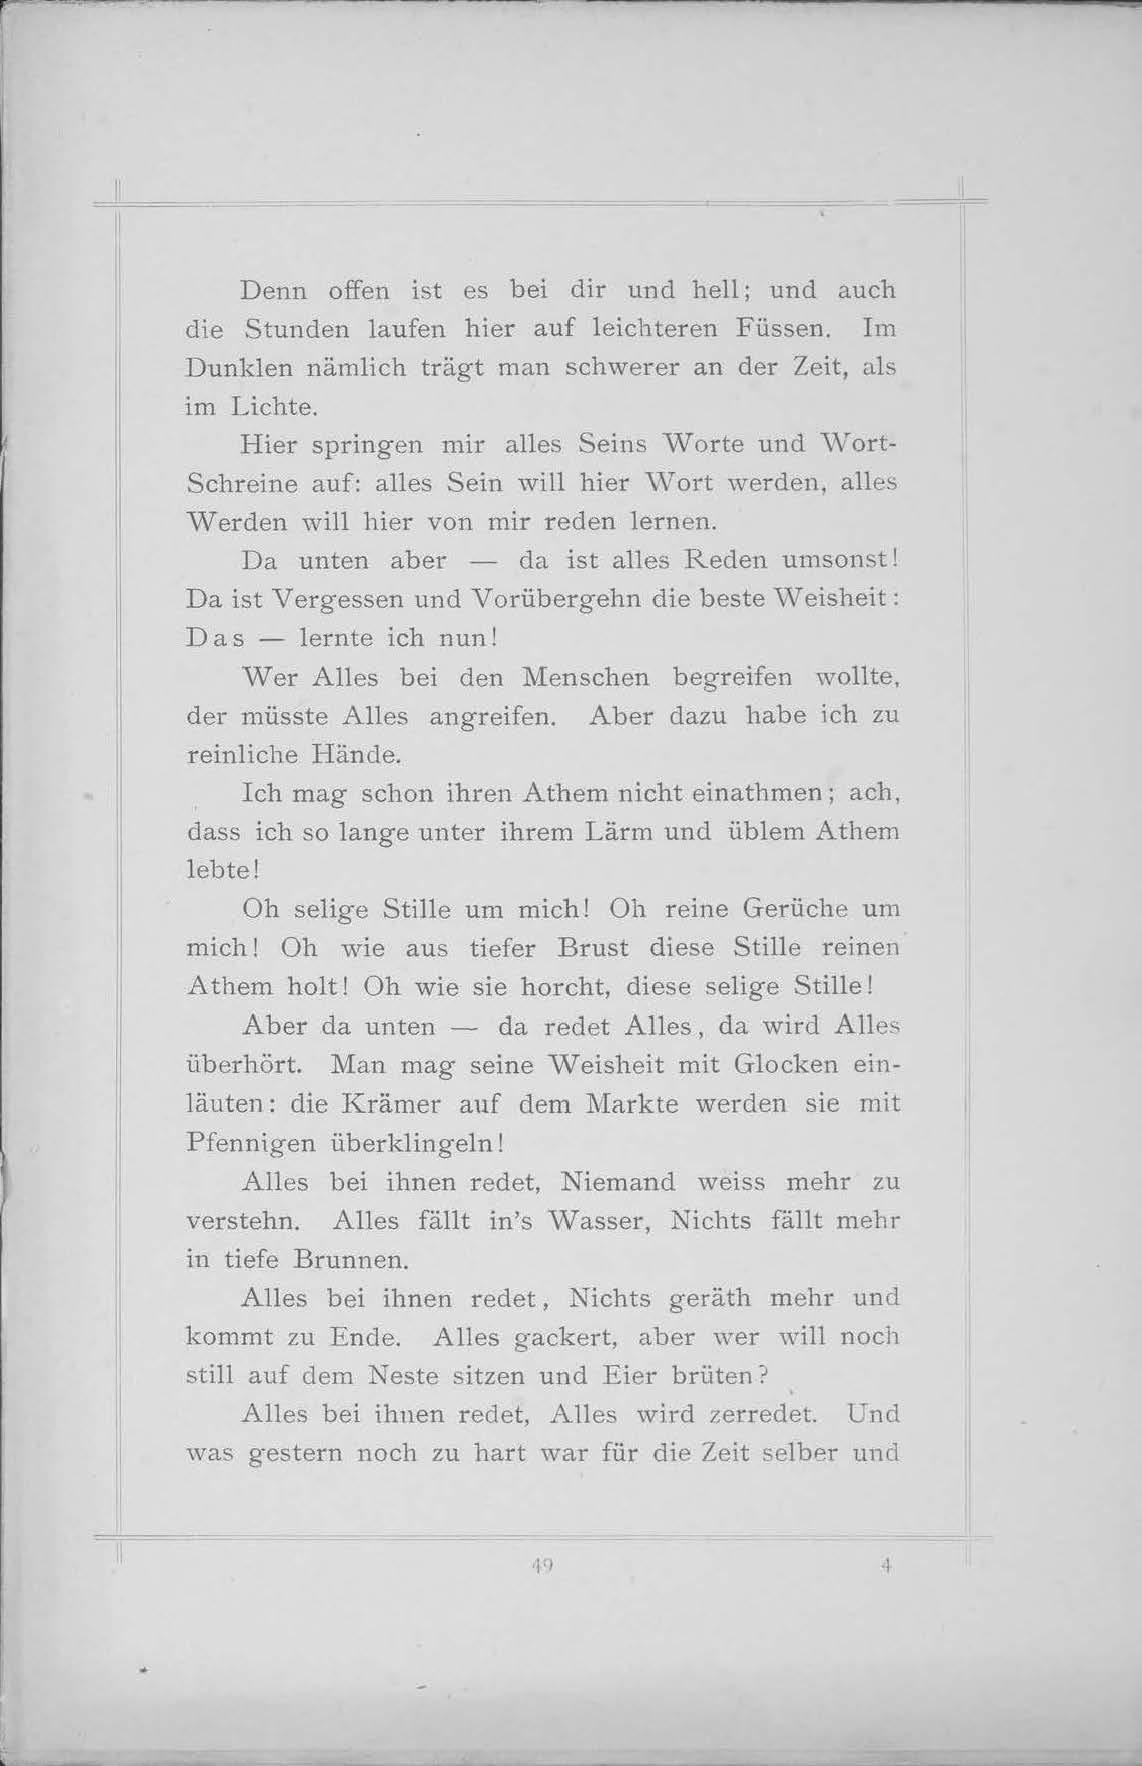 Denn offen ist es bei dir und hell; und auch
die Stunden laufen hier auf leichteren Füssen. Im
Dunklen nämlich trägt man schwerer an der Zeit, als
im Lichte.
Hier springen mir alles Seins Worte und Wort-
Schreine auf: alles Sein will hier Wort werden, alles
Werden will hier von mir reden lernen.
Da unten aber — da ist alles Reden umsonst!
Da ist Vergessen und Vorübergehn die beste Weisheit:
Das — lernte ich nun!
Wer Alles bei den Menschen begreifen wollte,
der müsste Alles angreifen. Aber dazu habe ich zu
reinliche Hände.
Ich mag schon ihren Athem nicht einathmen; ach,
dass ich so lange unter ihrem Lärm und üblem Athem
lebte!
Oh selige Stille um mich! Oh reine Gerüche um
mich! Oh wie aus tiefer Brust diese Stille reinen
Athem holt! Oh wie sie horcht, diese selige Stille!
Aber da unten — da redet Alles, da wird Alles
überhört. Man mag seine Weisheit mit Glocken ein-
läuten: die Krämer auf dem Markte werden sie mit
Pfennigen überklingeln!
Alles bei ihnen redet, Niemand weiss mehr zu
verstehn. Alles fällt in's Wasser, Nichts fällt mehr
in tiefe Brunnen.
Alles bei ihnen redet, Nichts geräth mehr und
kommt zu Ende. Alles gackert, aber wer will noch
still auf dem Neste sitzen und Eier brüten?
Alles bei ihnen redet, Alles wird zerredet. Und
was gestern noch zu hart war für die Zeit selber und
49 4